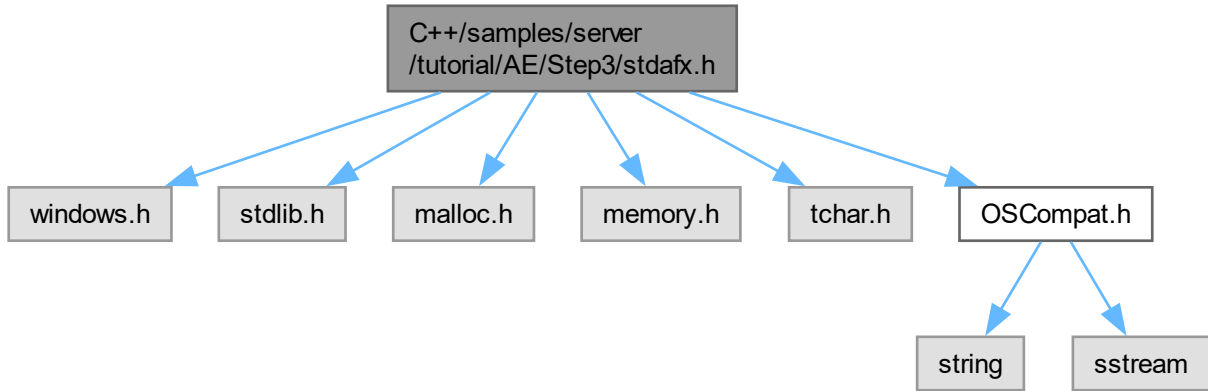 C++/samples/server
/tutorial/AE/Step3/stdafx.h
windows.h
stdlib.h
malloc.h
memory.h
tchar.h
OSCompat.h
string
sstream